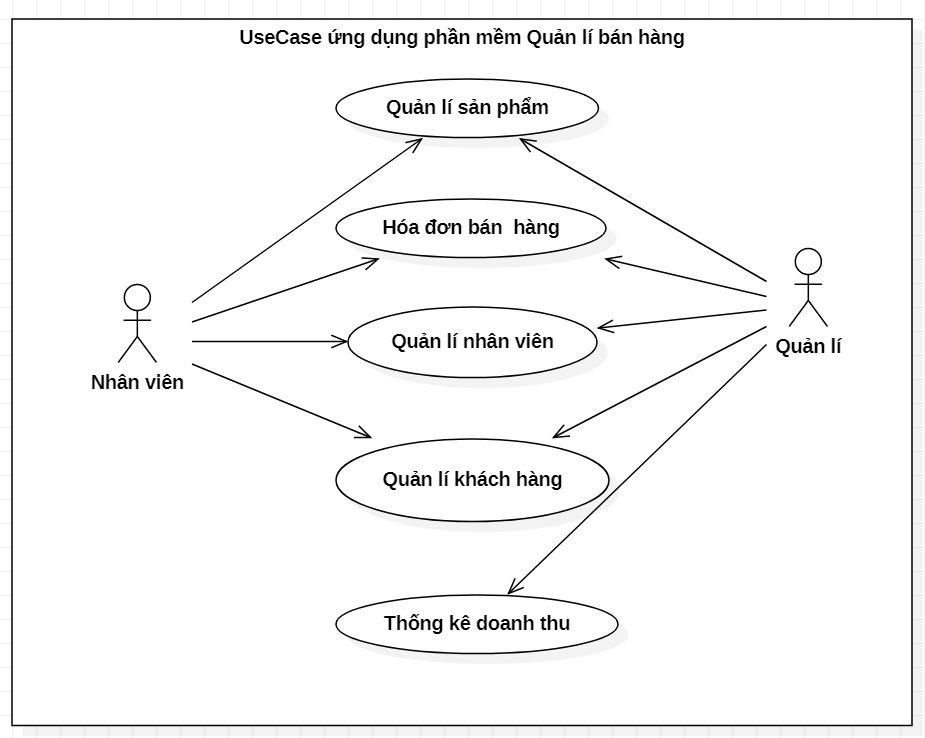 UseCase ứng dụng phần mềm Quản lí bán hàng
Quản lí sản phẩm
Hóa đơn bán  hàng
Quản lí nhân viên
Nhân viên
Quản lí
Quản lí khách hàng
Thống kê doanh thu